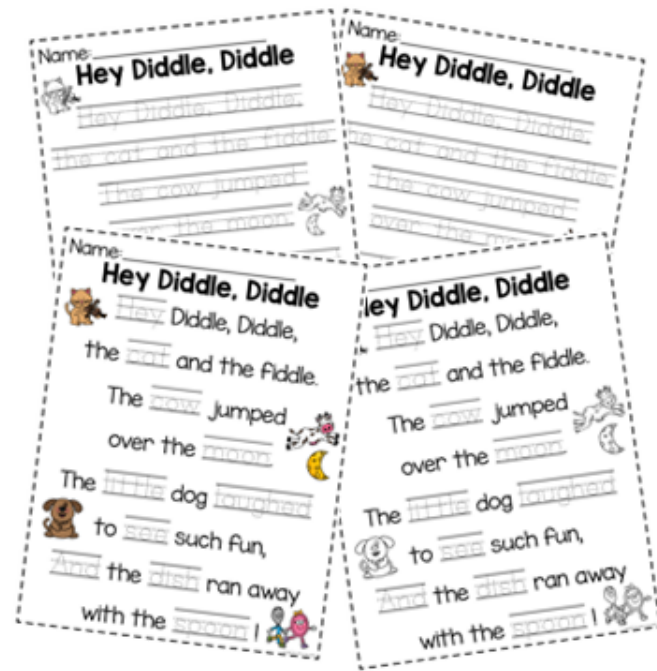 Name:
Hey Diddle, Diddle
Hey Diddle, Diddle,
the cat and the fiddle
The cow jumped
the moon
Hey Diddle, Diddle
Hey Diddle, Diddle,
the cat and the fiddle
The cow jumped
over the
Name:
Hey Diddle, Diddle
Hey Diddle, Diddle,
the cat and the fiddle.
The cow jumped
over the moon
The little dog laughed
to see such fun,
And the dish ran away
with the spoon !
Hey Diddle, Diddle
Hey Diddle, Diddle,
the cat and the fiddle.
The cow jumped
over the moon
The little dog laughed
to see such fun,
And the dish ran away
with the spoon !